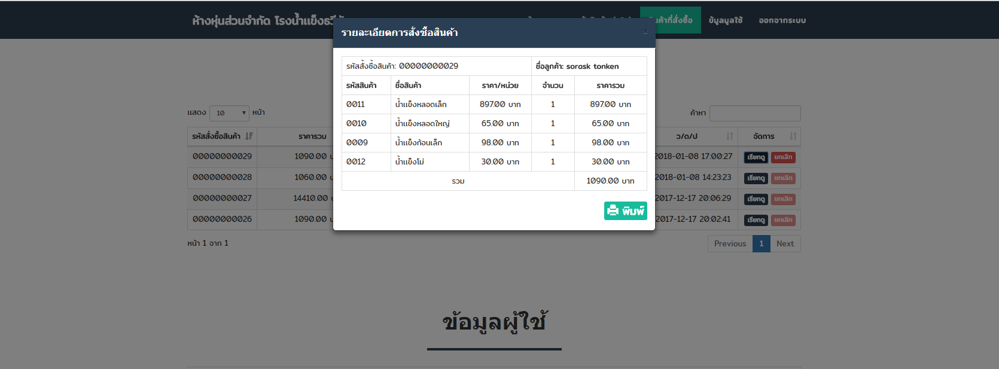 ห้างหุ่นส่วนจำกัด โรงน้ำแข็งธวี
ินค้าที่สั่งซื้อ ข้นูลมูลใช้ ออกจากระบบ
รายละเอียดการสั่งซื้อสินค้า ×
รหัสสั้งซื้อสินค้า: 00000000029 ชื่อลูกค้า: sorask tonken
รหัสสินค้า ชื่อสินค้า ราคา/หน่วย จำนวน ราคารวม
0011 น้ำแข็งหลอดเล็ก 897.00 บาท 1 897.00 บาท
0010 น้ำแข็งหลอดใหญ่ 65.00 บาท 1 65.00 บาท
0009 น้ำแข็งก้อนเล็ก 98.00 บาท 1 98.00 บาท
0012 น้ำแข็งโม่ 30.00 บาท 1 30.00 บาท
รวม 1090.00 บาท
พิมพ์
แสดง 10 หน้า ค้าหา
รหัสสั่งซื้อสินค้า ราคารวม ว/ด/ป จัดการ
00000000029 1090.00 2018-01-08 17:00:27 เรียกดู ยกเลิก
00000000028 1060.00 2018-01-08 14:23:23 เรียกดู ยกเลิก
00000000027 14410.00 2017-12-17 20:06:29 เรียกดู ยกเลิก
00000000026 1090.00 2017-12-17 20:02:41 เรียกดู ยกเลิก
หน้า 1 จาก 1 Previous 1 Next
ข้อมูลผู้ใช้